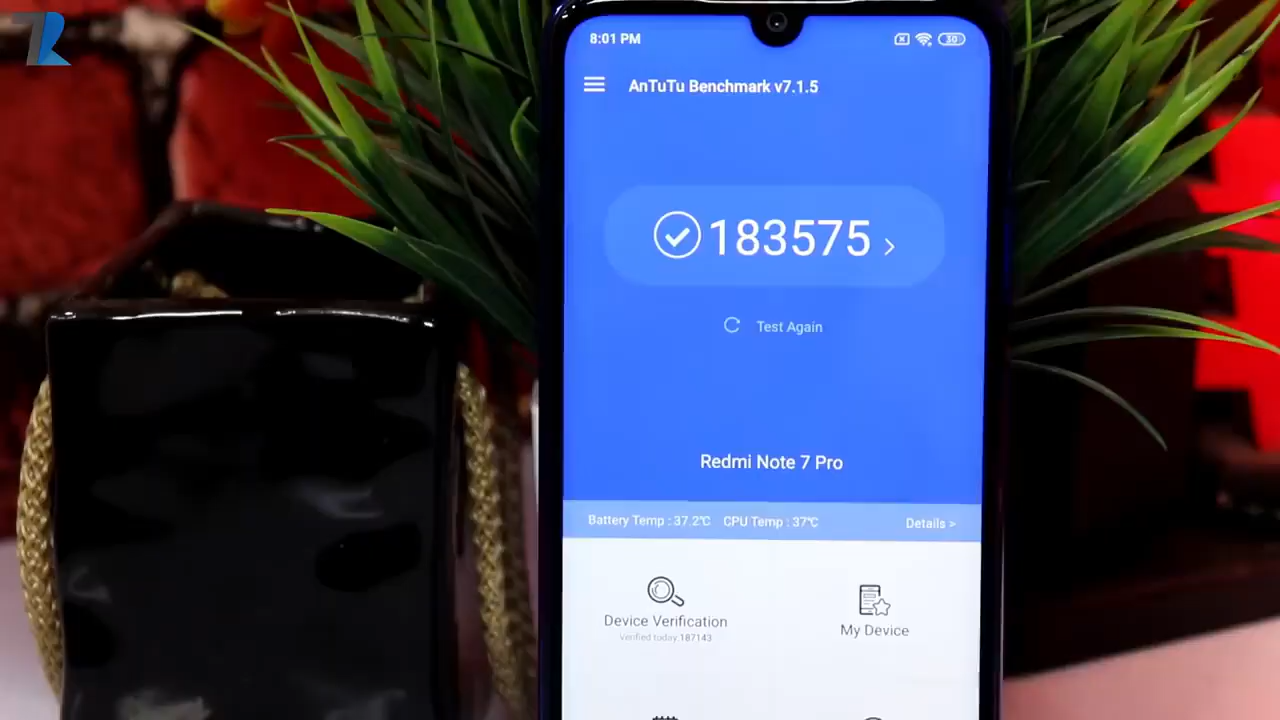 8:01 PM 30
AnTuTu Benchmark v7.1.5
183575 >
Test Again
Redmi Note 7 Pro
Battery Temp : 37.2℃ CPU Temp : 37℃ Details >
Device Verification
Verified today:187143
My Device